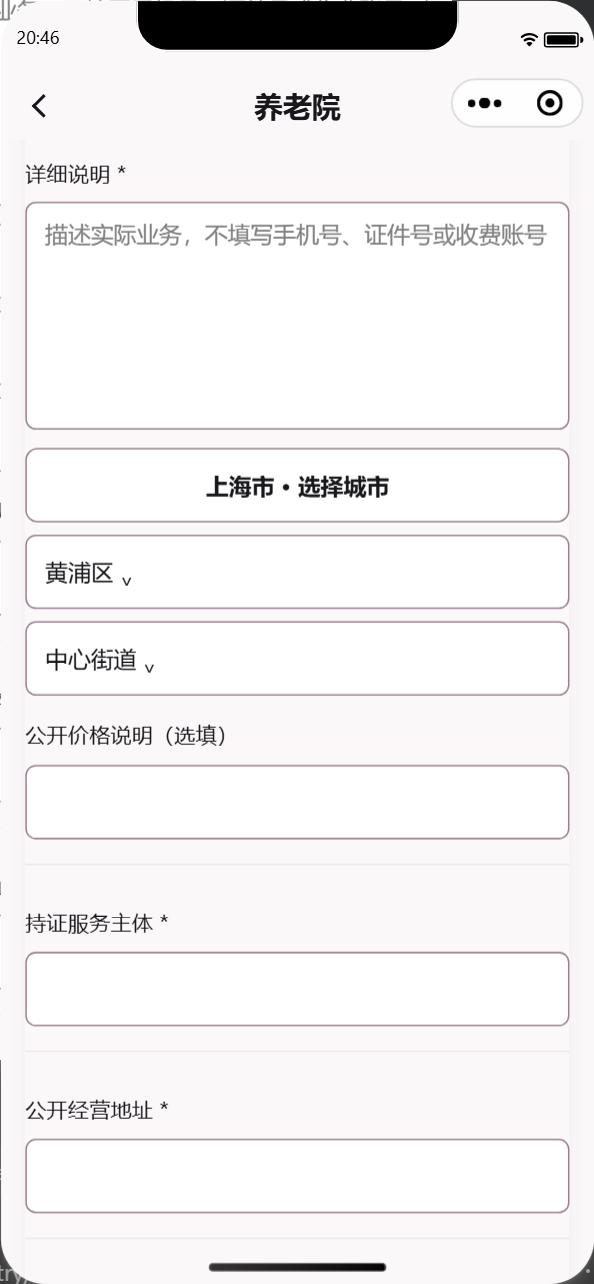 20:46
养老院
详细说明 *
描述实际业务，不填写手机号、证件号或收费账号
上海市・选择城市
黄浦区
中心街道
公开价格说明（选填）
持证服务主体 *
公开经营地址 *